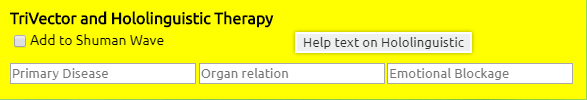 TriVector and Hololinguistic Therapy
Add to Shuman Wave
Help text on Hololinguistic
Primary Disease
Organ relation
Emotional Blockage